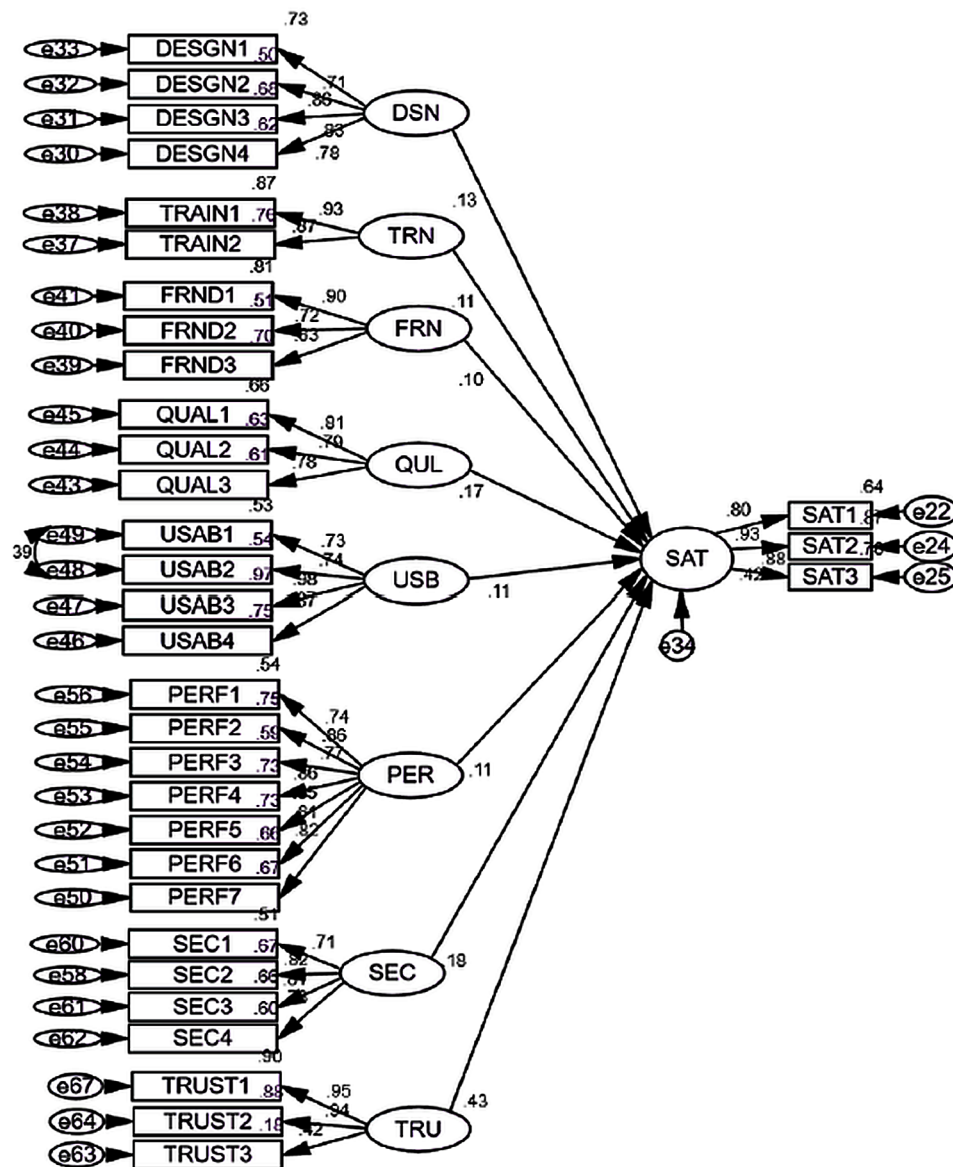 .73
e33 DESGN1 .50
.71
e32 DESGN2 .68
DSN
e31 DESGN3 .62
e30 DESGN4
.78
.87
.13
e38 TRAIN1 .76
.93
.87
TRN
e37 TRAIN2
.81
e41 FRND1 .51
.90
.11
.72
FRN
e40 FRND2 .70
e39 FRND3
.10
.66
e45 QUAL1 .63
.81
.79
e44 QUAL2 .61
.78
QUL
e43 QUAL3
.17
.53
.64
e49 USAB1 .54
.73
.80
SAT1
e22
39
.74
.93
SAT2
e24
e48 USAB2 .97
.98
USB
SAT
.88
e47 USAB3 .75
.87
.11
.42
SAT3
e25
e46 USAB4
e34
.54
e56 PERF1 .75
.74
e55 PERF2 .59
.86
.77
e54 PERF3 .73
.86
PER
.11
e53 PERF4 .73
e52 PERF5 .66
.82
e51 PERF6 .67
e50 PERF7
.51
e60 SEC1 .67
.71
.82
18
e58 SEC2 .66
SEC
e61 SEC3 .60
e62 SEC4
.90
e67 TRUST1 .88
.95
.43
.94
e64 TRUST2 .18
.42
TRU
e63 TRUST3